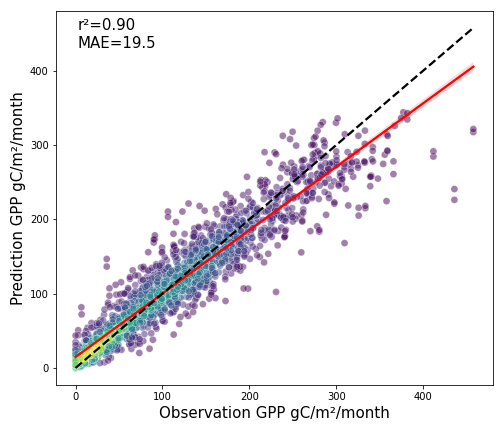 r²=0.90
MAE=19.5
Prediction GPP gC/m²/month
400
300
200
100
0
0 100 200 300 400
Observation GPP gC/m²/month